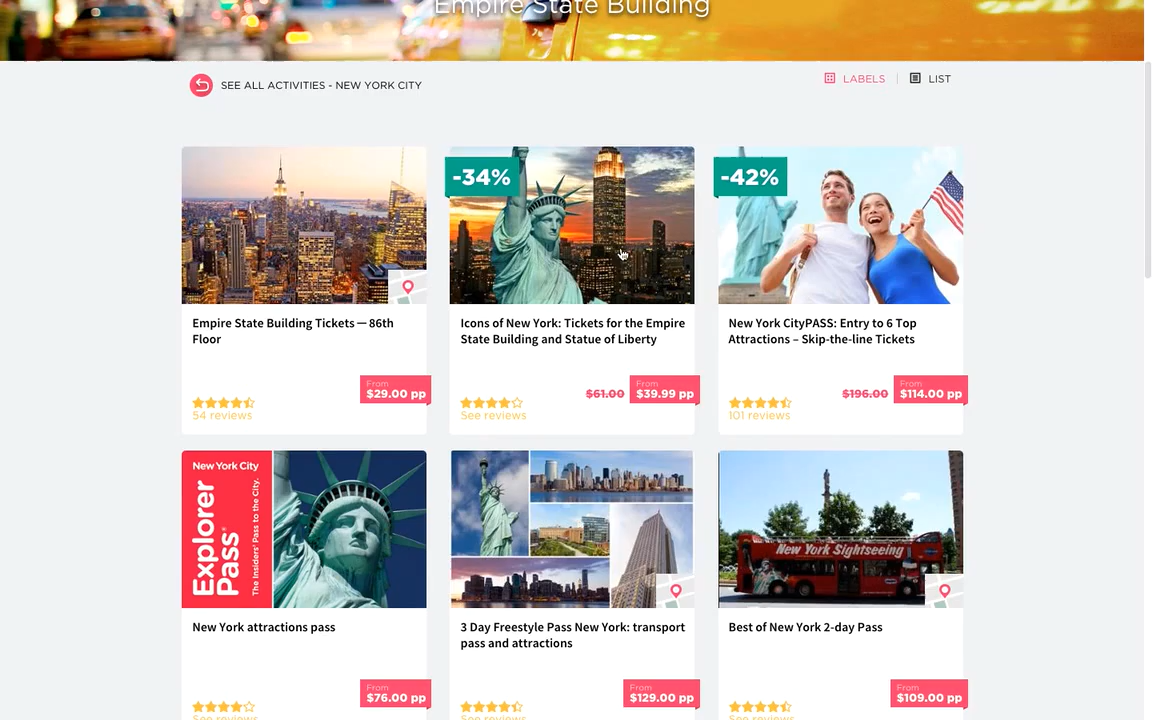 Empire State Building
SEE ALL ACTIVITIES - NEW YORK CITY
LABELS
LIST
-34%
-42%
Empire State Building Tickets — 86th
Floor
From
$29.00 pp
54 reviews
Icons of New York: Tickets for the Empire
State Building and Statue of Liberty
$61.00
From
$39.99 pp
See reviews
New York CityPASS: Entry to 6 Top
Attractions – Skip-the-line Tickets
$196.00
From
$114.00 pp
101 reviews
New York City
Explorer
Pass®
The Insiders' Pass to the City.
New York Sightseeing
New York attractions pass
From
$76.00 pp
See reviews
3 Day Freestyle Pass New York: transport
pass and attractions
From
$129.00 pp
See reviews
Best of New York 2-day Pass
From
$109.00 pp
See reviews